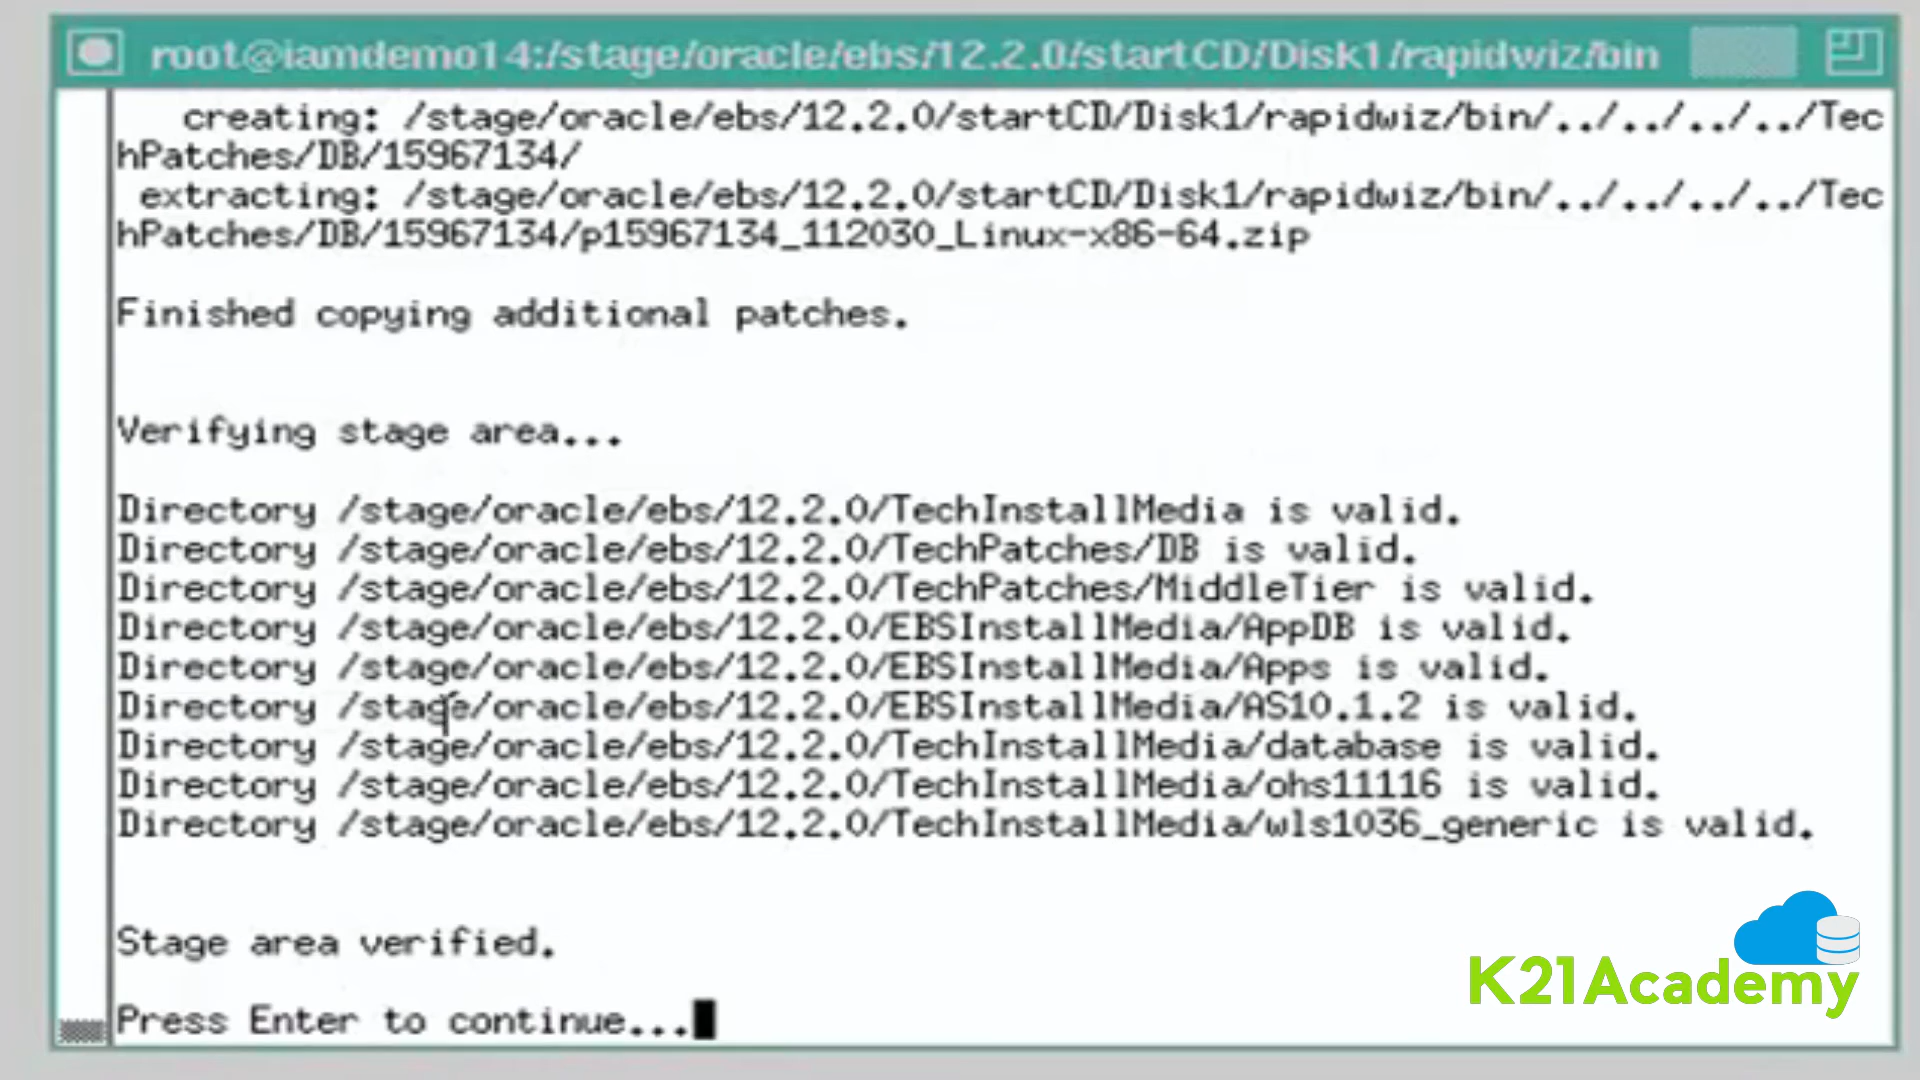 root@iamdemo14:/stage/oracle/ebs/12.2.0/startCD/Disk1/rapidwiz/bin
creating: /stage/oracle/ebs/12.2.0/startCD/Disk1/rapidwiz/bin/../../../../Tec
hPatches/DB/15967134/
extracting: /stage/oracle/ebs/12.2.0/startCD/Disk1/rapidwiz/bin/../../../../Tec
hPatches/DB/15967134/p15967134_112030_Linux-x86-64.zip
Finished copying additional patches.
Verifying stage area...
Directory /stage/oracle/ebs/12.2.0/TechInstallMedia is valid.
Directory /stage/oracle/ebs/12.2.0/TechPatches/DB is valid.
Directory /stage/oracle/ebs/12.2.0/TechPatches/MiddleTier is valid.
Directory /stage/oracle/ebs/12.2.0/EBSInstallMedia/AppDB is valid.
Directory /stage/oracle/ebs/12.2.0/EBSInstallMedia/Apps is valid.
Directory /stage/oracle/ebs/12.2.0/EBSInstallMedia/AS10.1.2 is valid.
Directory /stage/oracle/ebs/12.2.0/TechInstallMedia/database is valid.
Directory /stage/oracle/ebs/12.2.0/TechInstallMedia/ohs11116 is valid.
Directory /stage/oracle/ebs/12.2.0/TechInstallMedia/wls1036_generic is valid.
Stage area verified.
Press Enter to continue...
K21Academy